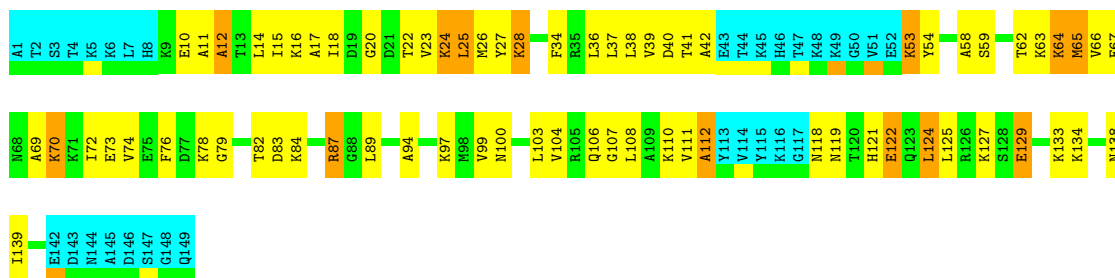 A1 T2 S3 T4 K5 K6 L7 H8 K9 E10 A11 A12 T13 L14 I15 K16 A17 I18 D19 G20 D21 T22 V23 K24 L25 M26 Y27 K28 F34 R35 L36 L37 L38 V39 D40 T41 A42 E43 T44 K45 H46 T47 K48 K49 G50 V51 E52 K53 Y54 A58 S59 T62 K63 K64 M65 V66 E67
N68 A69 K70 K71 I72 E73 V74 E75 F76 D77 K78 G79 T82 D83 K84 R87 G88 L89 A94 K97 M98 V99 N100 L103 V104 R105 Q106 G107 L108 A109 K110 V111 A112 Y113 V114 Y115 K116 G117 N118 N119 T120 H121 E122 Q123 L124 L125 R126 K127 S128 E129 K133 K134 N138
I139 E142 D143 N144 A145 D146 S147 G148 Q149